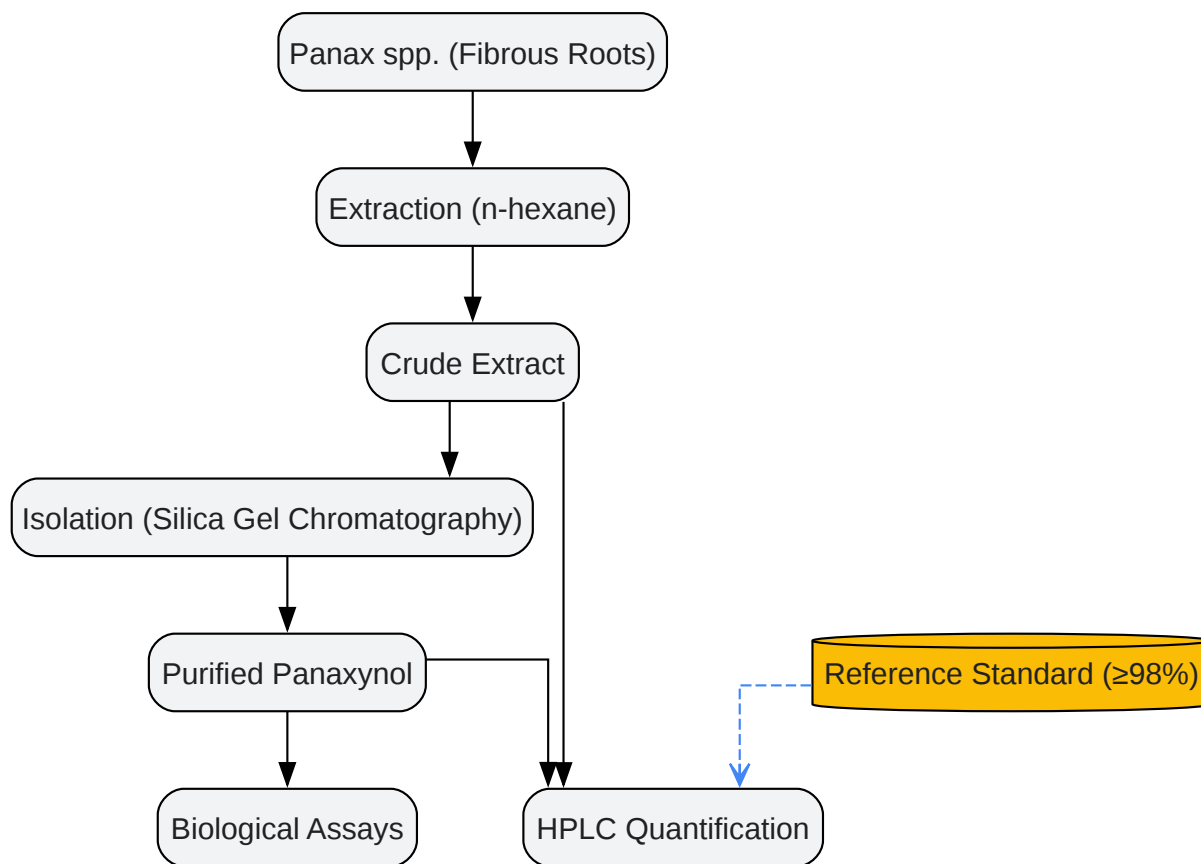 Panax spp. (Fibrous Roots)
Extraction (n-hexane)
Crude Extract
Isolation (Silica Gel Chromatography)
Purified Panaxynol
Reference Standard (≥98%)
Biological Assays
HPLC Quantification